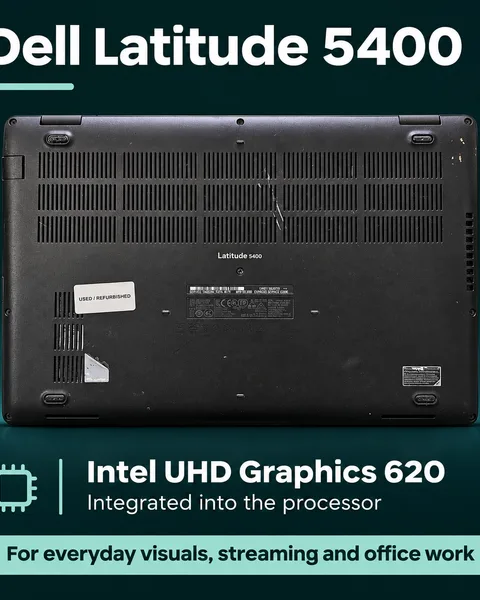 Dell Latitude 5400
Latitude 5400
USED / REFURBISHED
Intel UHD Graphics 620
Integrated into the processor
For everyday visuals, streaming and office work